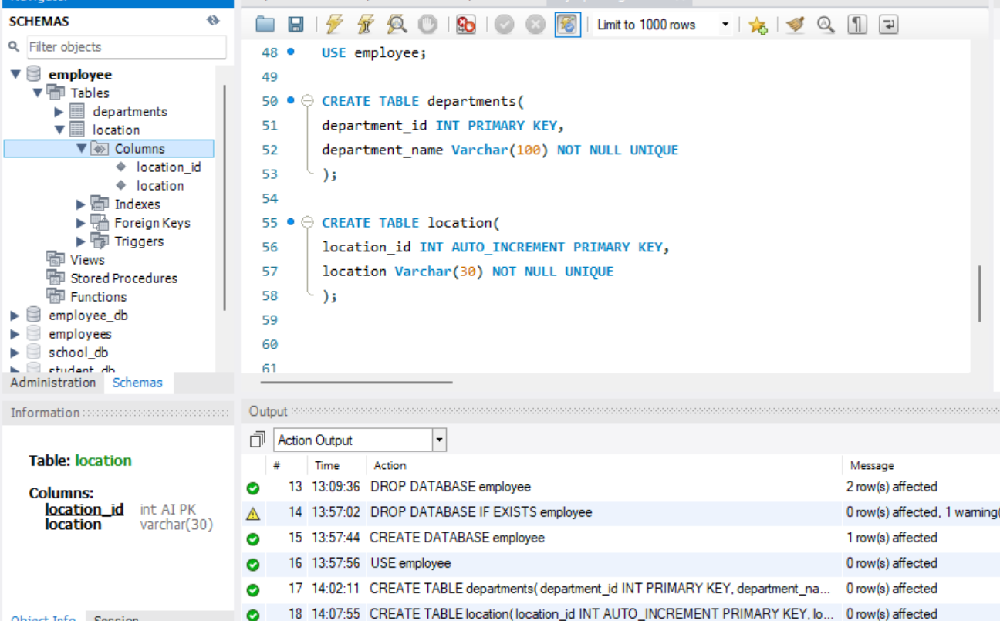 SCHEMAS
Filter objects
employee
Tables
departments
location
Columns
location_id
location
Indexes
Foreign Keys
Triggers
Views
Stored Procedures
Functions
employee_db
employees
school_db
student_db
Administration Schemas
Information
Table: location
Columns:
location_id int AI PK
location varchar(30)
Object Info Session
Limit to 1000 rows
48 USE employee;
49
50 CREATE TABLE departments(
51 department_id INT PRIMARY KEY,
52 department_name Varchar(100) NOT NULL UNIQUE
53 );
54
55 CREATE TABLE location(
56 location_id INT AUTO_INCREMENT PRIMARY KEY,
57 location Varchar(30) NOT NULL UNIQUE
58 );
59
60
61
Output
Action Output
# Time Action Message
13 13:09:36 DROP DATABASE employee 2 row(s) affected
14 13:57:02 DROP DATABASE IF EXISTS employee 0 row(s) affected, 1 warning(
15 13:57:44 CREATE DATABASE employee 1 row(s) affected
16 13:57:56 USE employee 0 row(s) affected
17 14:02:11 CREATE TABLE departments( department_id INT PRIMARY KEY, department_na... 0 row(s) affected
18 14:07:55 CREATE TABLE location( location_id INT AUTO_INCREMENT PRIMARY KEY, lo... 0 row(s) affected